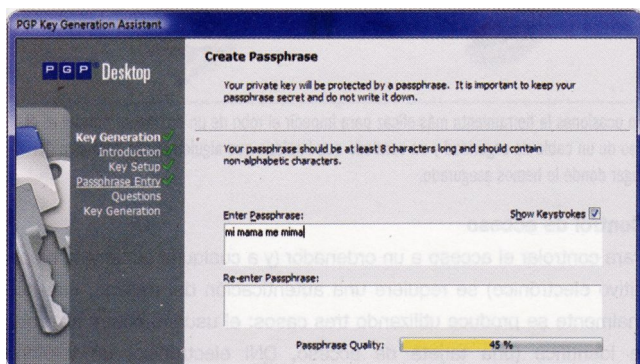 PGP Key Generation Assistant
PGP Desktop
Key Generation
Introduction
Key Setup
Passphrase Entry
Questions
Key Generation
Create Passphrase
Your private key will be protected by a passphrase. It is important to keep your
passphrase secret and do not write it down.
Your passphrase should be at least 8 characters long and should contain
non-alphabetic characters.
Enter Passphrase:
Show Keystrokes
mi mama me mima
Re-enter Passphrase:
Passphrase Quality:
45 %